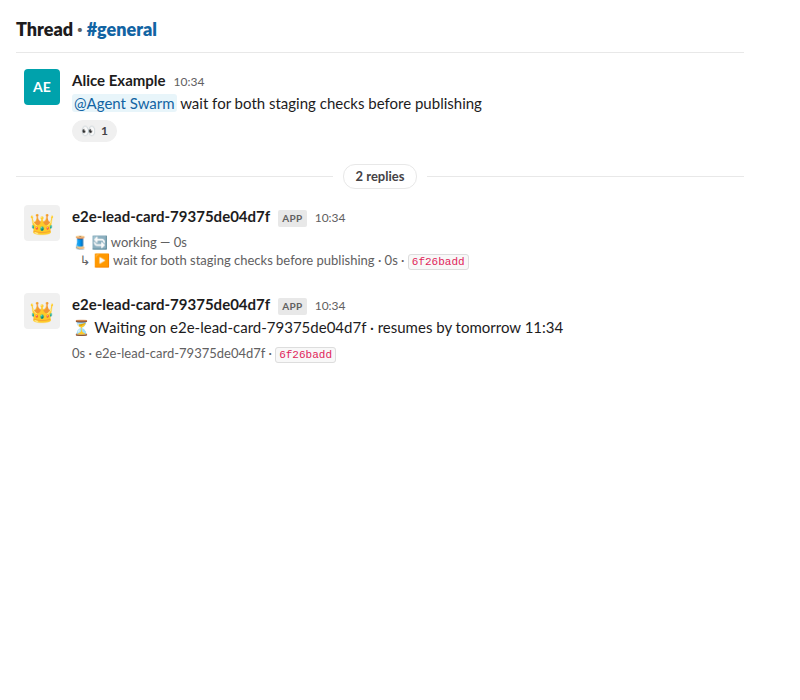 Thread • #general
AE
Alice Example 10:34
@Agent Swarm wait for both staging checks before publishing
👀 1
2 replies
e2e-lead-card-79375de04d7f APP 10:34
🧵 🔄 working — 0s
↳ ▶️ wait for both staging checks before publishing · 0s · 6f26badd
e2e-lead-card-79375de04d7f APP 10:34
⏳ Waiting on e2e-lead-card-79375de04d7f · resumes by tomorrow 11:34
0s · e2e-lead-card-79375de04d7f · 6f26badd